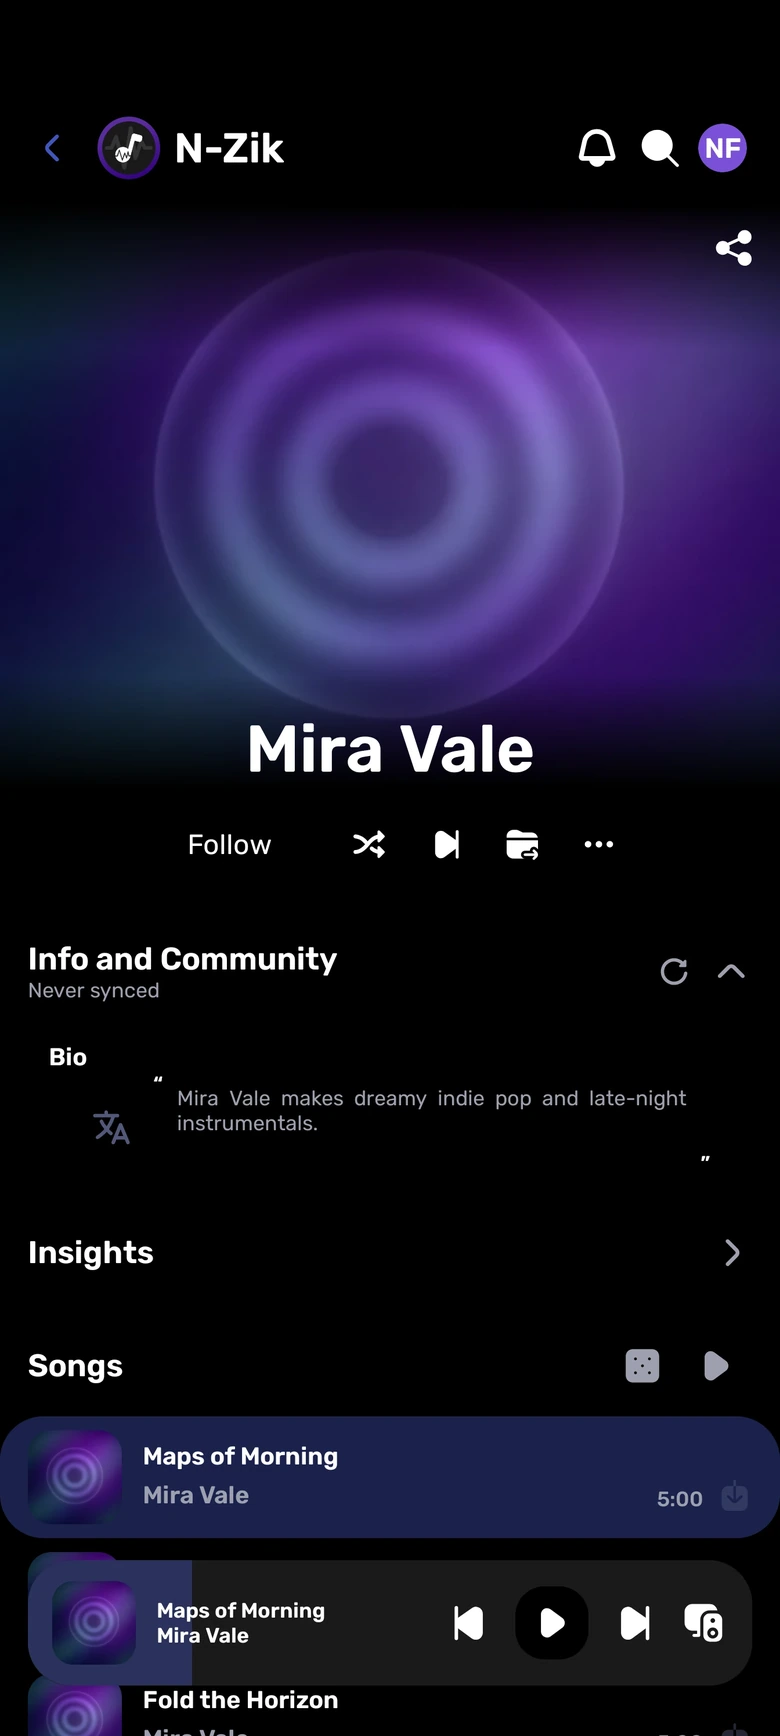 N-Zik
NF
Mira Vale
Follow
Info and Community
Never synced
Bio
“
Mira Vale makes dreamy indie pop and late-night
instrumentals.
”
Insights
Songs
Maps of Morning
Mira Vale
5:00
Maps of Morning
Mira Vale
Fold the Horizon
Mira Vale